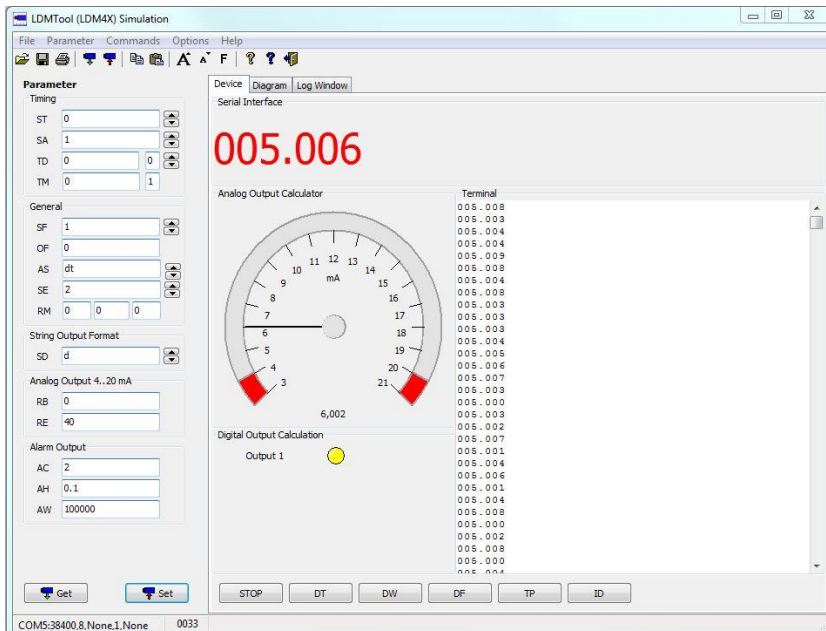 LDMTool (LDM4X) Simulation
File Parameter Commands Options Help
Parameter
Timing
ST 0
SA 1
TD 0 0
TM 0 1
General
SF 1
OF 0
AS dt
SE 2
RM 0 0 0
String Output Format
SD d
Analog Output 4..20 mA
RB 0
RE 40
Alarm Output
AC 2
AH 0.1
AW 100000
Get Set
Device Diagram Log Window
Serial Interface
005.006
Analog Output Calculator
3 4 5 6 7 8 9 10 11 12 13 14 15 16 17 18 19 20 21
mA
6,002
Digital Output Calculation
Output 1
Terminal
005.008
005.003
005.004
005.004
005.009
005.008
005.004
005.008
005.003
005.003
005.003
005.004
005.005
005.006
005.007
005.003
005.000
005.003
005.002
005.007
005.001
005.004
005.006
005.001
005.004
005.008
005.000
005.002
005.008
005.000
005.004
STOP DT DW DF TP ID
COM5:38400,8,None,1,None 0033